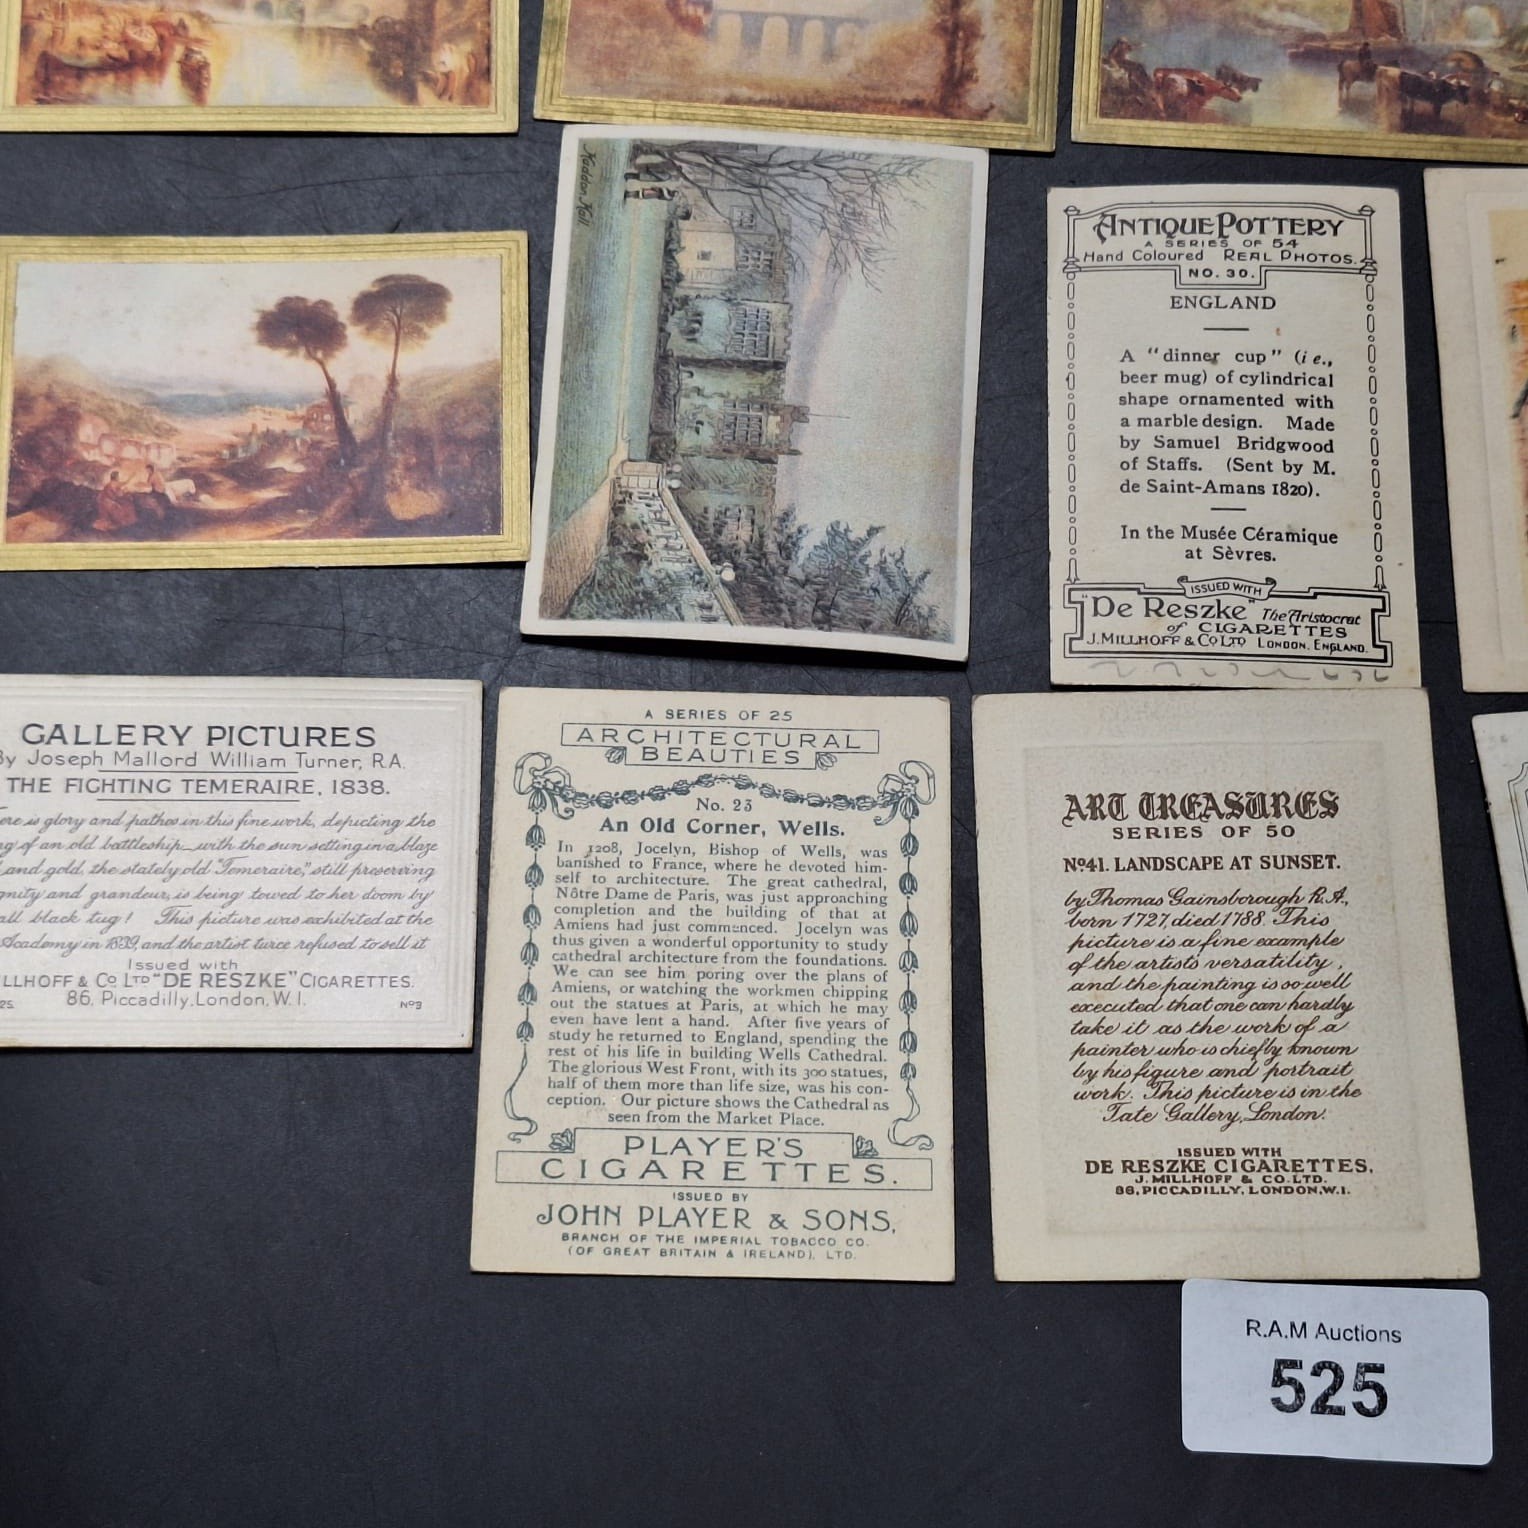 Haddon Hall
ANTIQUE POTTERY
A SERIES OF 54
Hand Coloured REAL PHOTOS.
NO. 30.
ENGLAND
A "dinner cup" (i e.,
beer mug) of cylindrical
shape ornamented with
a marble design. Made
by Samuel Bridgwood
of Staffs. (Sent by M.
de Saint-Amans 1820).
In the Musée Céramique
at Sèvres.
ISSUED WITH
"De Reszke" The Aristocrat
of CIGARETTES
J. MILLHOFF & CO LTD LONDON, ENGLAND.
GALLERY PICTURES
By Joseph Mallord William Turner, R.A.
THE FIGHTING TEMERAIRE, 1838.
ere is glory and pathos in this fine work, depicting the
of an old battleship with the sun setting in a blaze
and gold, the stately old "Temeraire," still preserving
gnity and grandeur, is being towed to her doom by
all black tug! This picture was exhibited at the
Academy in 1839, and the artist twice refused to sell it
Issued with
ILLHOFF & CO LTD "DE RESZKE" CIGARETTES.
25. 86, Piccadilly, London, W.I. No3
A SERIES OF 25
ARCHITECTURAL
BEAUTIES
No. 23
An Old Corner, Wells.
In 1208, Jocelyn, Bishop of Wells, was
banished to France, where he devoted him-
self to architecture. The great cathedral,
Nôtre Dame de Paris, was just approaching
completion and the building of that at
Amiens had just commenced. Jocelyn was
thus given a wonderful opportunity to study
cathedral architecture from the foundations.
We can see him poring over the plans of
Amiens, or watching the workmen chipping
out the statues at Paris, at which he may
even have lent a hand. After five years of
study he returned to England, spending the
rest of his life in building Wells Cathedral.
The glorious West Front, with its 300 statues,
half of them more than life size, was his con-
ception. Our picture shows the Cathedral as
seen from the Market Place.
PLAYER'S
CIGARETTES.
ISSUED BY
JOHN PLAYER & SONS,
BRANCH OF THE IMPERIAL TOBACCO CO.
(OF GREAT BRITAIN & IRELAND), LTD.
ART TREASURES
SERIES OF 50
No41. LANDSCAPE AT SUNSET.
by Thomas Gainsborough R.A.,
born 1727, died 1788. This
picture is a fine example
of the artists versatility,
and the painting is so well
executed that one can hardly
take it as the work of a
painter who is chiefly known
by his figure and portrait
work. This picture is in the
Tate Gallery, London.
ISSUED WITH
DE RESZKE CIGARETTES,
J. MILLHOFF & CO. LTD.
86, PICCADILLY, LONDON, W.I.
R.A.M Auctions
525